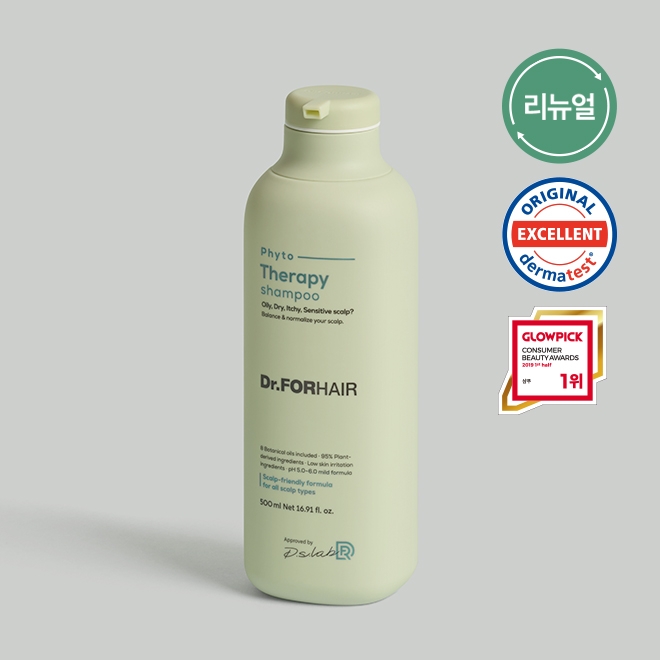 Phyto
Therapy
shampoo
Oily, Dry, Itchy, Sensitive scalp?
Balance & normalize your scalp.
Dr.FORHAIR
8 Botanical oils included · 95% Plant-
derived ingredients · Low skin irritation
ingredients · pH 5.0~6.0 mild formula
Scalp-friendly formula
for all scalp types
500 ml Net 16.91 fl. oz.
Approved by
D.s.lab
리뉴얼
ORIGINAL
EXCELLENT
dermatest®
GLOWPICK
CONSUMER
BEAUTY AWARDS
2019 1st half
샴푸 1위